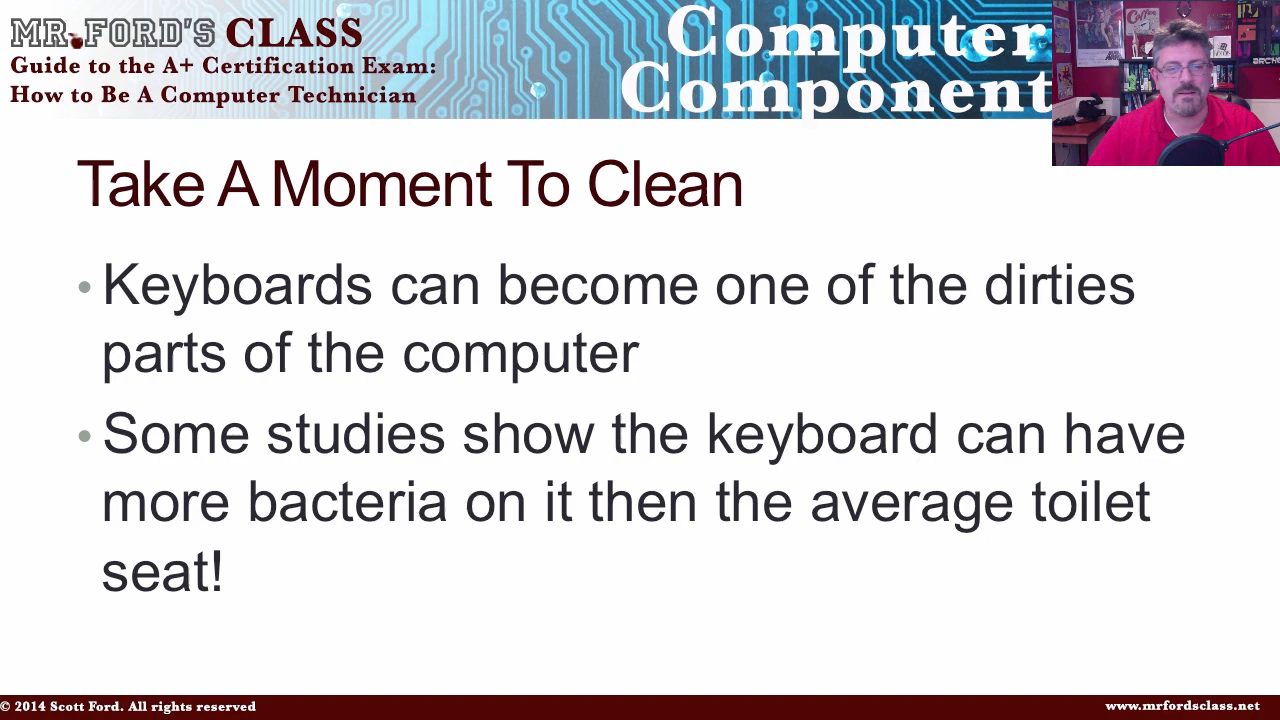 MR.FORD'S CLASS
Guide to the A+ Certification Exam:
How to Be A Computer Technician
Computer
Component
Take A Moment To Clean
• Keyboards can become one of the dirties
parts of the computer
• Some studies show the keyboard can have
more bacteria on it then the average toilet
seat!
© 2014 Scott Ford. All rights reserved
www.mrfordsclass.net